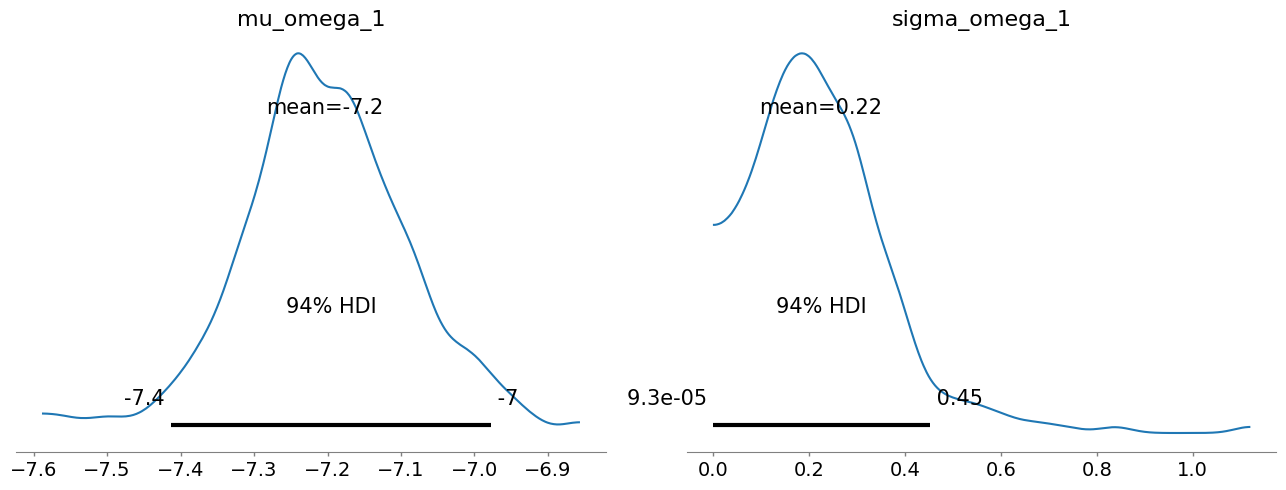 mu_omega_1
mean=-7.2
94% HDI
-7.4
-7
−7.6 −7.5 −7.4 −7.3 −7.2 −7.1 −7.0 −6.9
sigma_omega_1
mean=0.22
94% HDI
9.3e-05
0.45
0.0 0.2 0.4 0.6 0.8 1.0